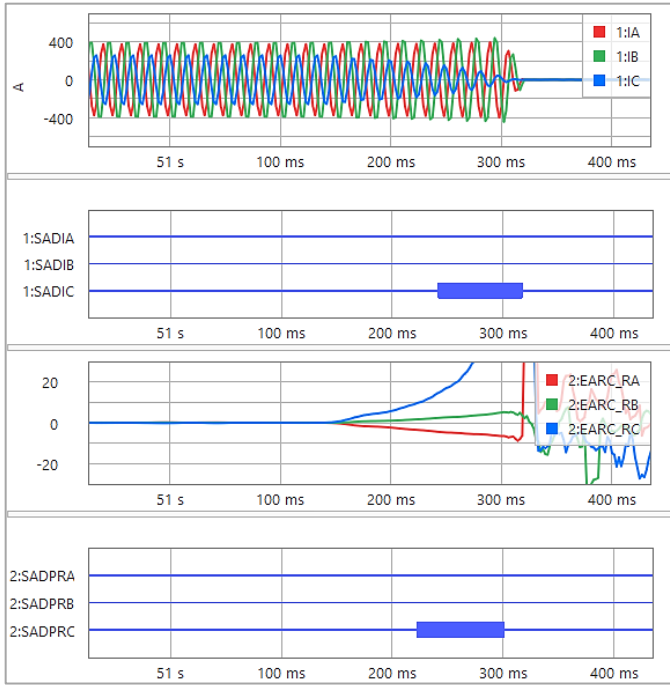 400
0
-400
A
1:IA
1:IB
1:IC
51 s 100 ms 200 ms 300 ms 400 ms
1:SADIA
1:SADIB
1:SADIC
51 s 100 ms 200 ms 300 ms 400 ms
20
0
-20
2:EARC_RA
2:EARC_RB
2:EARC_RC
51 s 100 ms 200 ms 300 ms 400 ms
2:SADPRA
2:SADPRB
2:SADPRC
51 s 100 ms 200 ms 300 ms 400 ms